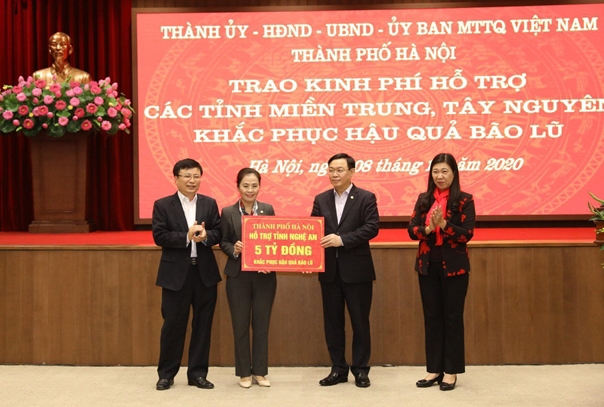 THÀNH ỦY - HĐND - UBND - ỦY BAN MTTQ VIỆT NAM
THÀNH PHỐ HÀ NỘI
TRAO KINH PHÍ HỖ TRỢ
CÁC TỈNH MIỀN TRUNG, TÂY NGUYÊN
KHẮC PHỤC HẬU QUẢ BÃO LŨ
Hà Nội, 08 tháng 2020
THÀNH PHỐ HÀ NỘI
HỖ TRỢ TỈNH NGHỆ AN
5 TỶ ĐỒNG
KHẮC PHỤC HẬU QUẢ BÃO LŨ